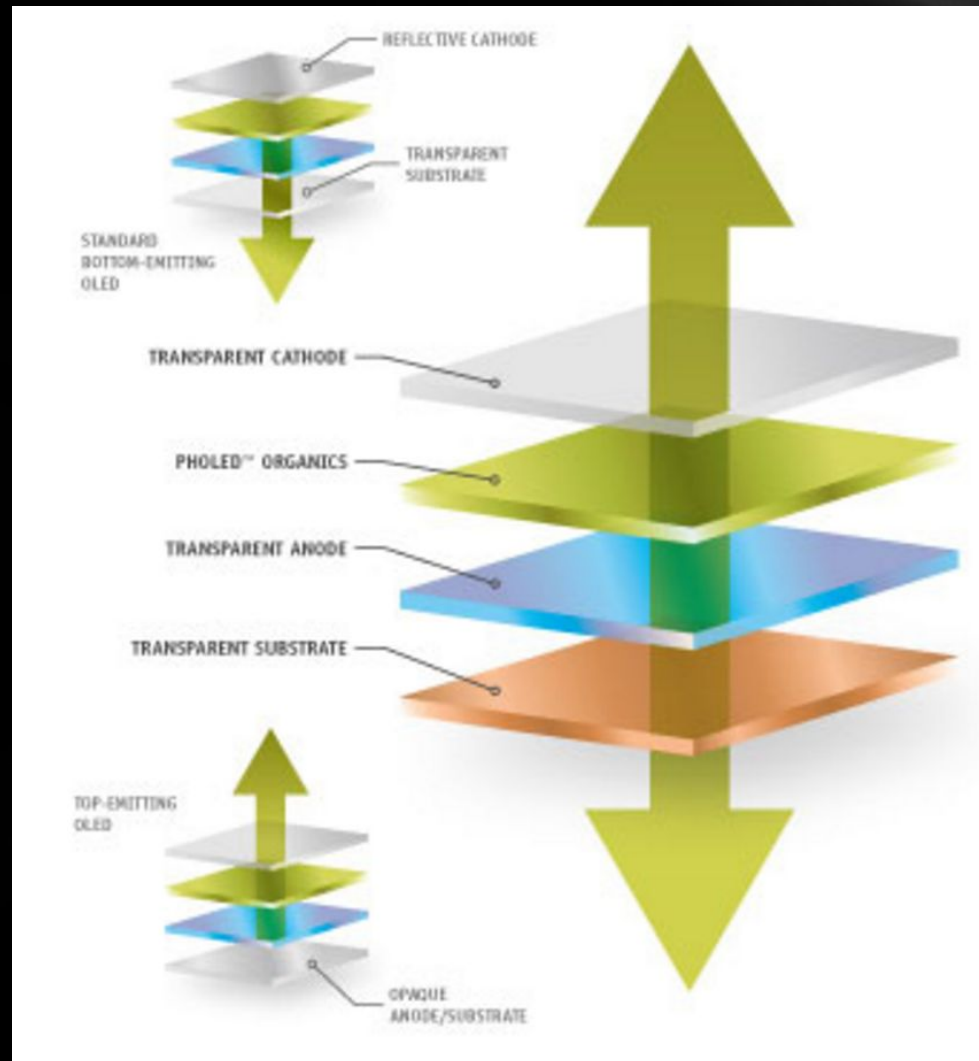 REFLECTIVE CATHODE
TRANSPARENT
SUBSTRATE
STANDARD
BOTTOM-EMITTING
OLED
TRANSPARENT CATHODE
PHOLED™ ORGANICS
TRANSPARENT ANODE
TRANSPARENT SUBSTRATE
TOP-EMITTING
OLED
OPAQUE
ANODE/SUBSTRATE